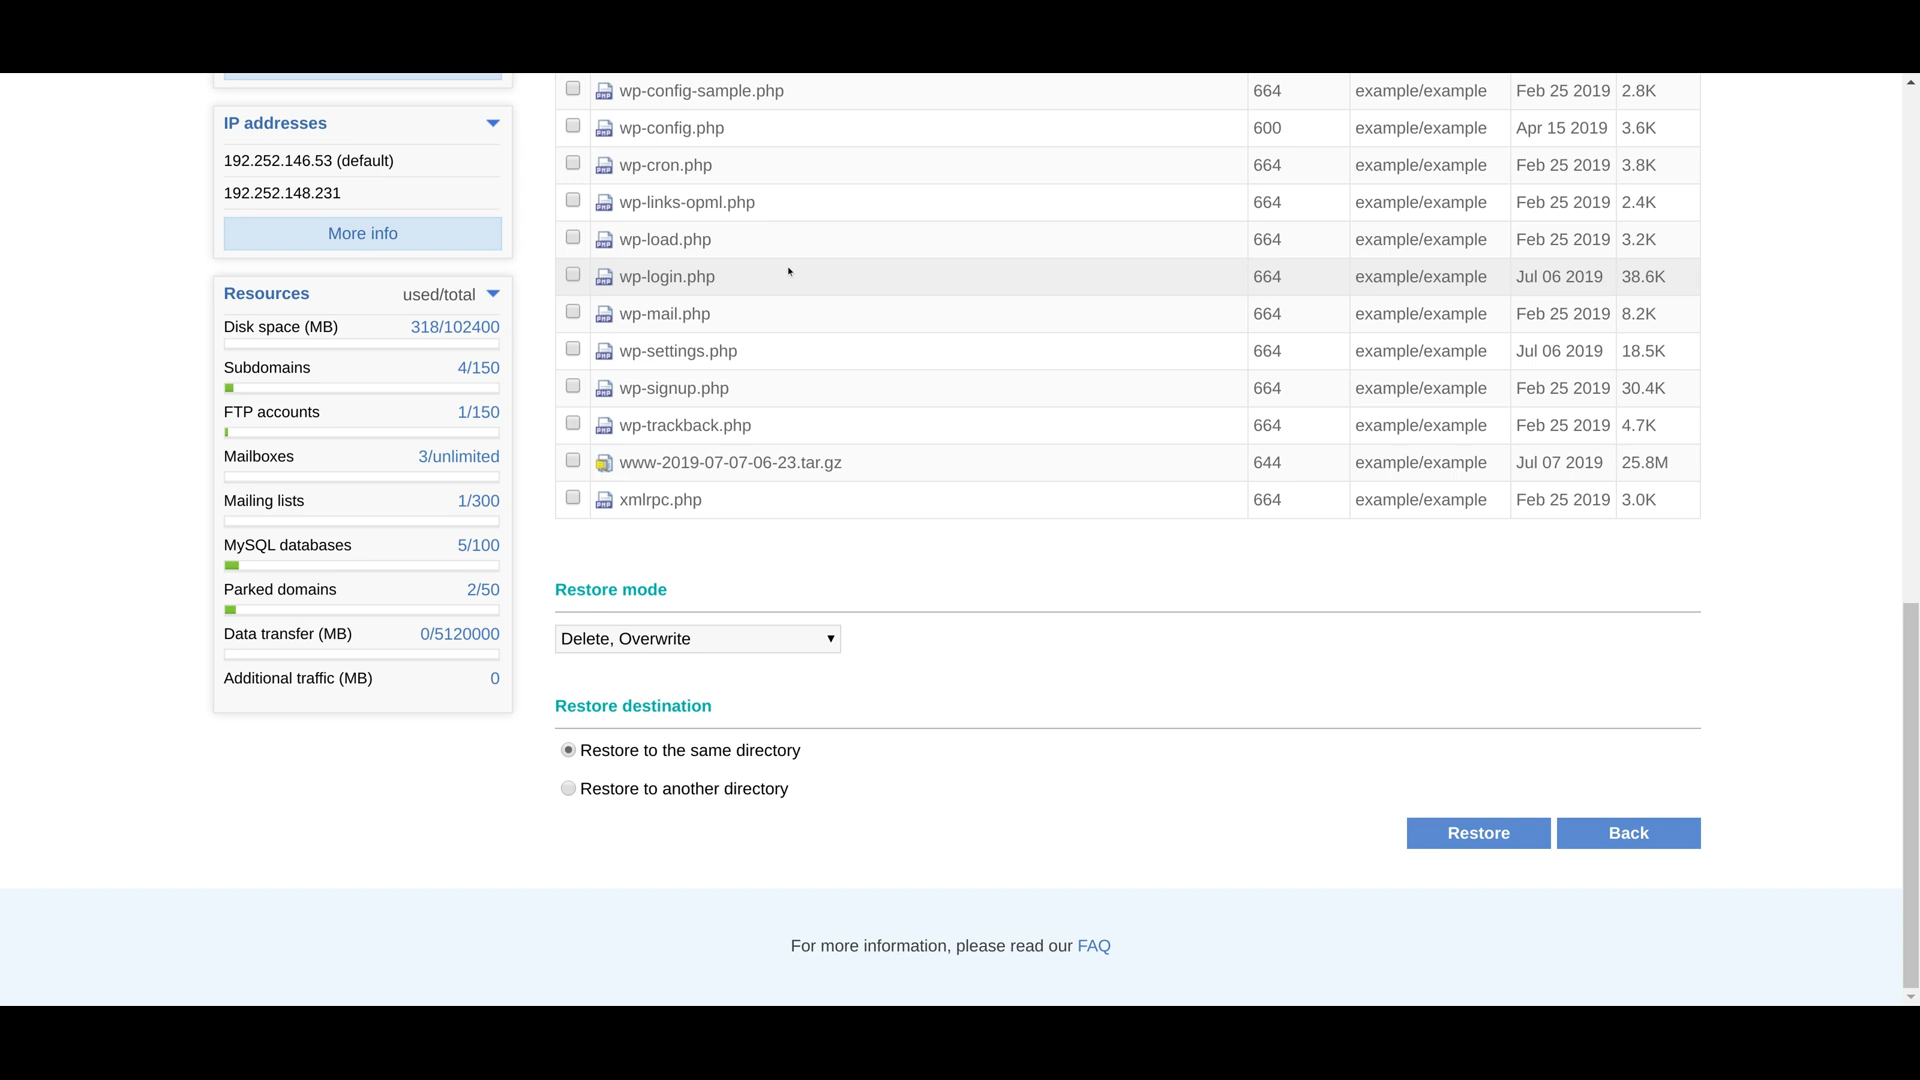 IP addresses
192.252.146.53 (default)
192.252.148.231
More info
Resources used/total
Disk space (MB) 318/102400
Subdomains 4/150
FTP accounts 1/150
Mailboxes 3/unlimited
Mailing lists 1/300
MySQL databases 5/100
Parked domains 2/50
Data transfer (MB) 0/5120000
Additional traffic (MB) 0
wp-config-sample.php 664 example/example Feb 25 2019 2.8K
wp-config.php 600 example/example Apr 15 2019 3.6K
wp-cron.php 664 example/example Feb 25 2019 3.8K
wp-links-opml.php 664 example/example Feb 25 2019 2.4K
wp-load.php 664 example/example Feb 25 2019 3.2K
wp-login.php 664 example/example Jul 06 2019 38.6K
wp-mail.php 664 example/example Feb 25 2019 8.2K
wp-settings.php 664 example/example Jul 06 2019 18.5K
wp-signup.php 664 example/example Feb 25 2019 30.4K
wp-trackback.php 664 example/example Feb 25 2019 4.7K
www-2019-07-07-06-23.tar.gz 644 example/example Jul 07 2019 25.8M
xmlrpc.php 664 example/example Feb 25 2019 3.0K
Restore mode
Delete, Overwrite
Restore destination
Restore to the same directory
Restore to another directory
Restore Back
For more information, please read our FAQ